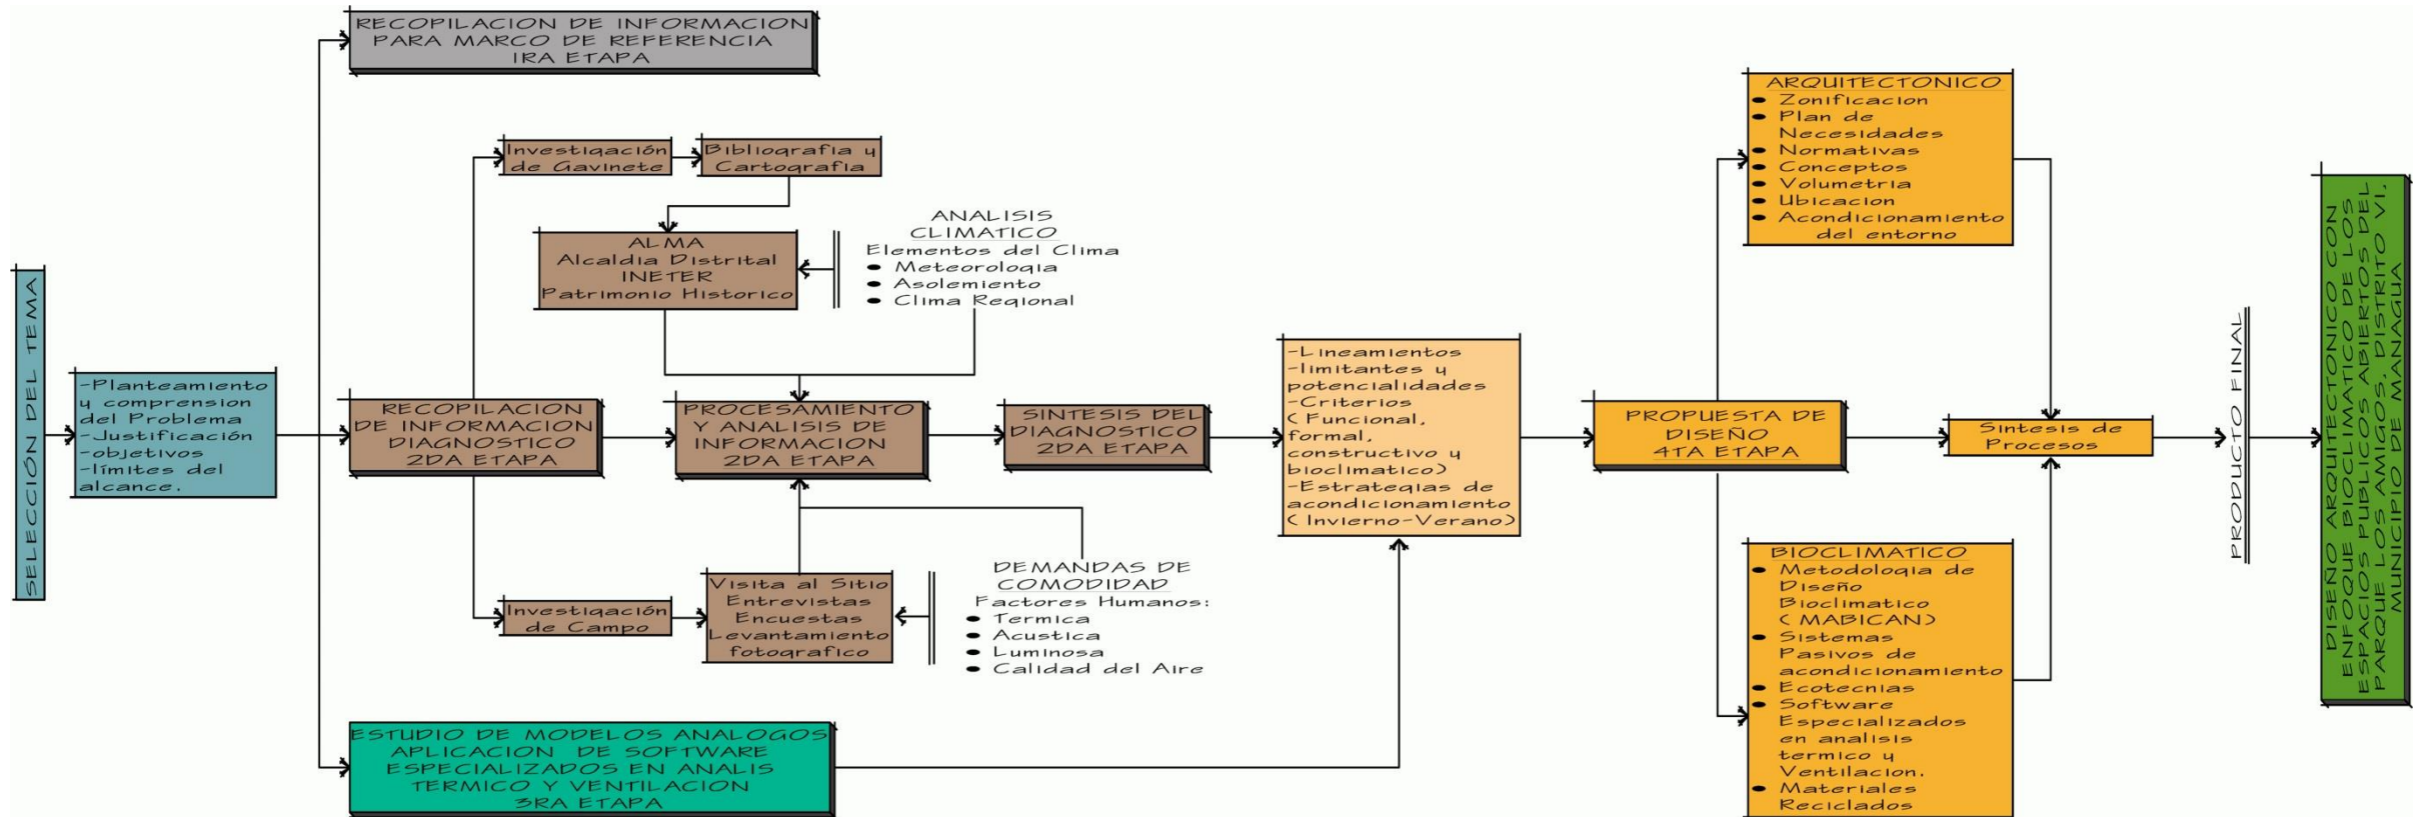 SELECCIÓN DEL TEMA
-Planteamiento
y comprension
del Problema
-Justificación
-objetivos
-límites del
alcance.
RECOPILACION DE INFORMACION
PARA MARCO DE REFERENCIA
1RA ETAPA
RECOPILACION
DE INFORMACION
DIAGNOSTICO
2DA ETAPA
ESTUDIO DE MODELOS ANALOGOS
APLICACION DE SOFTWARE
ESPECIALIZADOS EN ANALIS
TERMICO Y VENTILACION
3RA ETAPA
Investigación
de Gavinete
Bibliografia y
Cartografia
ALMA
Alcaldia Distrital
INETER
Patrimonio Historico
ANALISIS
CLIMATICO
Elementos del Clima
● Meteorologia
● Asolemiento
● Clima Regional
PROCESAMIENTO
Y ANALISIS DE
INFORMACION
2DA ETAPA
Investigación
de Campo
Visita al Sitio
Entrevistas
Encuestas
Levantamiento
fotografico
DEMANDAS DE
COMODIDAD
Factores Humanos:
● Termica
● Acustica
● Luminosa
● Calidad del Aire
SINTESIS DEL
DIAGNOSTICO
2DA ETAPA
-Lineamientos
-limitantes y
potencialidades
-Criterios
(Funcional,
formal,
constructivo y
bioclimatico)
-Estrategias de
acondicionamiento
(Invierno-Verano)
PROPUESTA DE
DISEÑO
4TA ETAPA
ARQUITECTONICO
● Zonificacion
● Plan de
Necesidades
● Normativas
● Conceptos
● Volumetria
● Ubicacion
● Acondicionamiento
del entorno
BIOCLIMATICO
● Metodologia de
Diseño
Bioclimatico
(MABICAN)
● Sistemas
Pasivos de
acondicionamiento
● Ecotecnias
● Software
Especializados
en analisis
termico y
Ventilacion.
● Materiales
Reciclados
Sintesis de
Procesos
PRODUCTO FINAL
DISEÑO ARQUITECTONICO CON
ENFOQUE BIOCLIMATICO DE LOS
ESPACIOS PUBLICOS ABIERTOS DEL
PARQUE LOS AMIGOS, DISTRITO VI,
MUNICIPIO DE MANAGUA